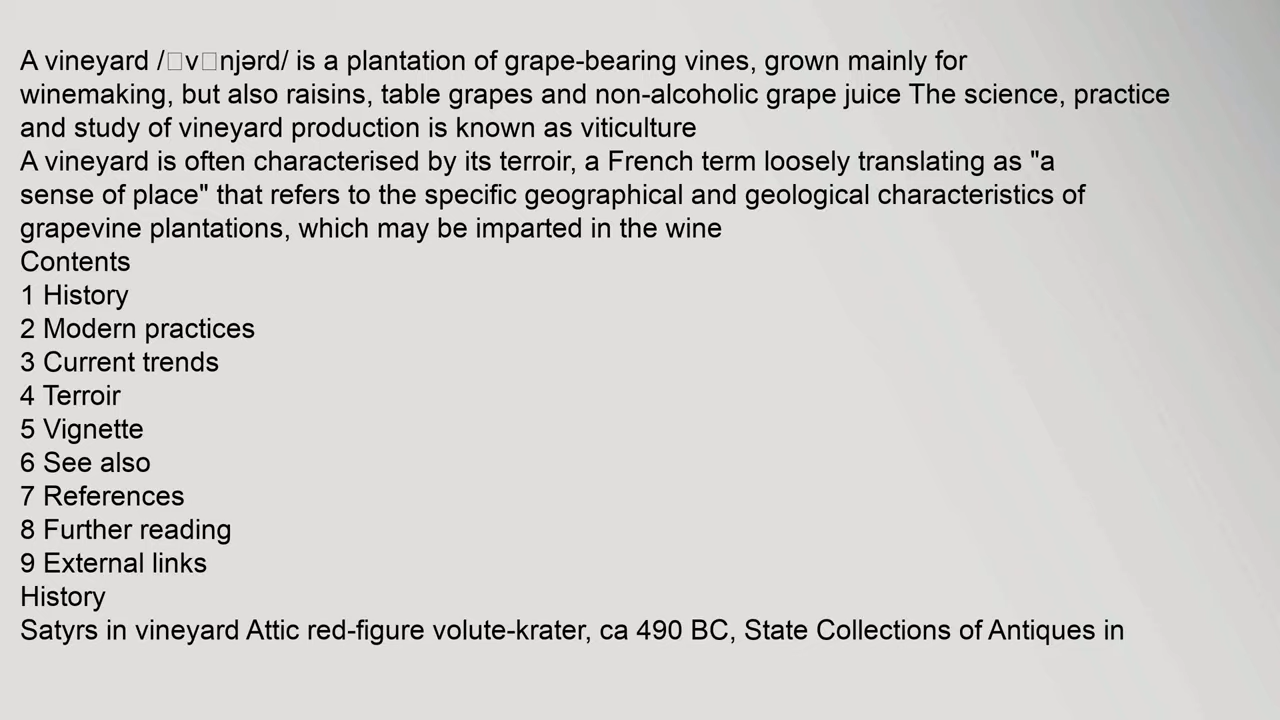 A vineyard /□v□njərd/ is a plantation of grape-bearing vines, grown mainly for
winemaking, but also raisins, table grapes and non-alcoholic grape juice The science, practice
and study of vineyard production is known as viticulture
A vineyard is often characterised by its terroir, a French term loosely translating as "a
sense of place" that refers to the specific geographical and geological characteristics of
grapevine plantations, which may be imparted in the wine
Contents
1 History
2 Modern practices
3 Current trends
4 Terroir
5 Vignette
6 See also
7 References
8 Further reading
9 External links
History
Satyrs in vineyard Attic red-figure volute-krater, ca 490 BC, State Collections of Antiques in